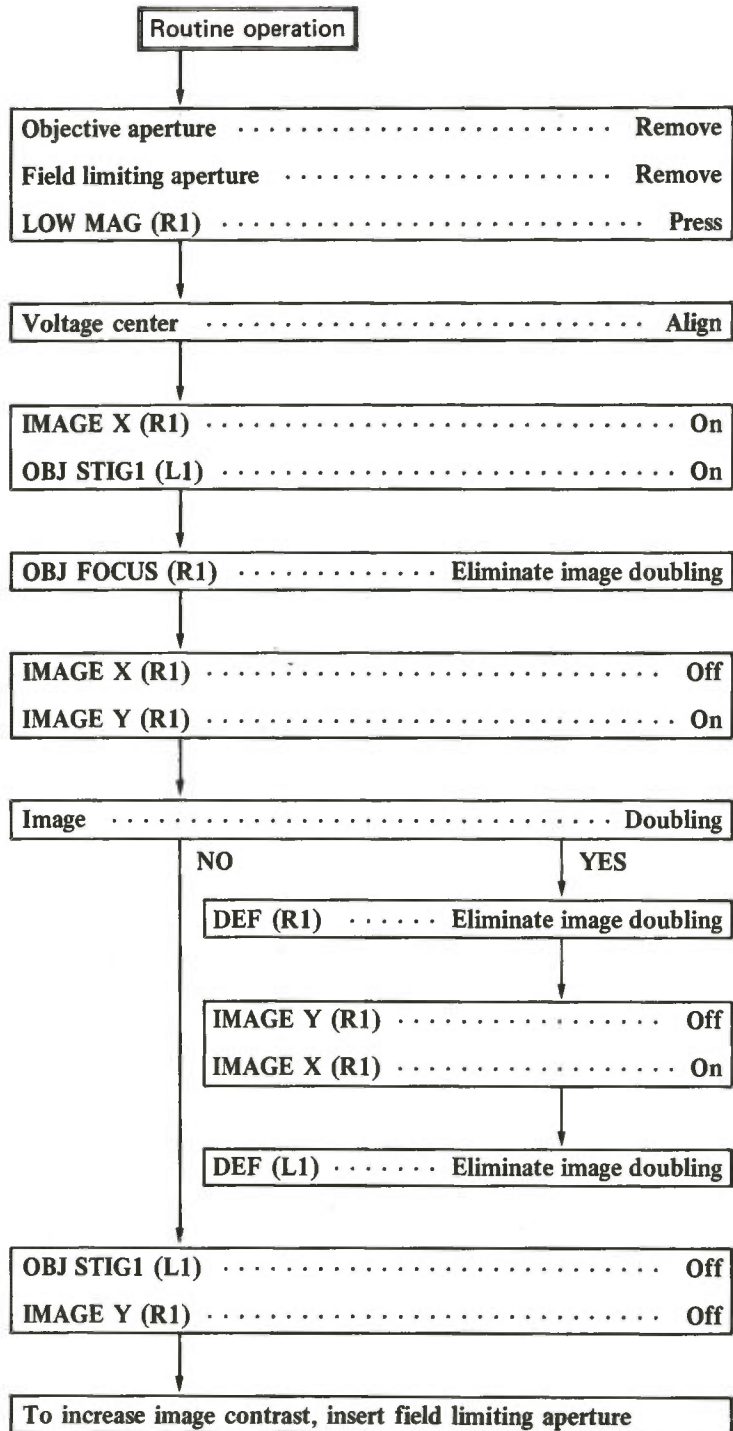 Routine operation
Objective aperture · · · · · · · · · · · · · · · · · · · · · · · · Remove
Field limiting aperture · · · · · · · · · · · · · · · · · · · · Remove
LOW MAG (R1) · · · · · · · · · · · · · · · · · · · · · · · · · · Press
Voltage center · · · · · · · · · · · · · · · · · · · · · · · · · · · Align
IMAGE X (R1) · · · · · · · · · · · · · · · · · · · · · · · · · · · · · On
OBJ STIG1 (L1) · · · · · · · · · · · · · · · · · · · · · · · · · · · · On
OBJ FOCUS (R1) · · · · · · · · · · · · · Eliminate image doubling
IMAGE X (R1) · · · · · · · · · · · · · · · · · · · · · · · · · · · · Off
IMAGE Y (R1) · · · · · · · · · · · · · · · · · · · · · · · · · · · · · On
Image · · · · · · · · · · · · · · · · · · · · · · · · · · · · · Doubling
NO YES
DEF (R1) · · · · · · Eliminate image doubling
IMAGE Y (R1) · · · · · · · · · · · · · · · · · Off
IMAGE X (R1) · · · · · · · · · · · · · · · · · · On
DEF (L1) · · · · · · · Eliminate image doubling
OBJ STIG1 (L1) · · · · · · · · · · · · · · · · · · · · · · · · · · · Off
IMAGE Y (R1) · · · · · · · · · · · · · · · · · · · · · · · · · · · · Off
To increase image contrast, insert field limiting aperture